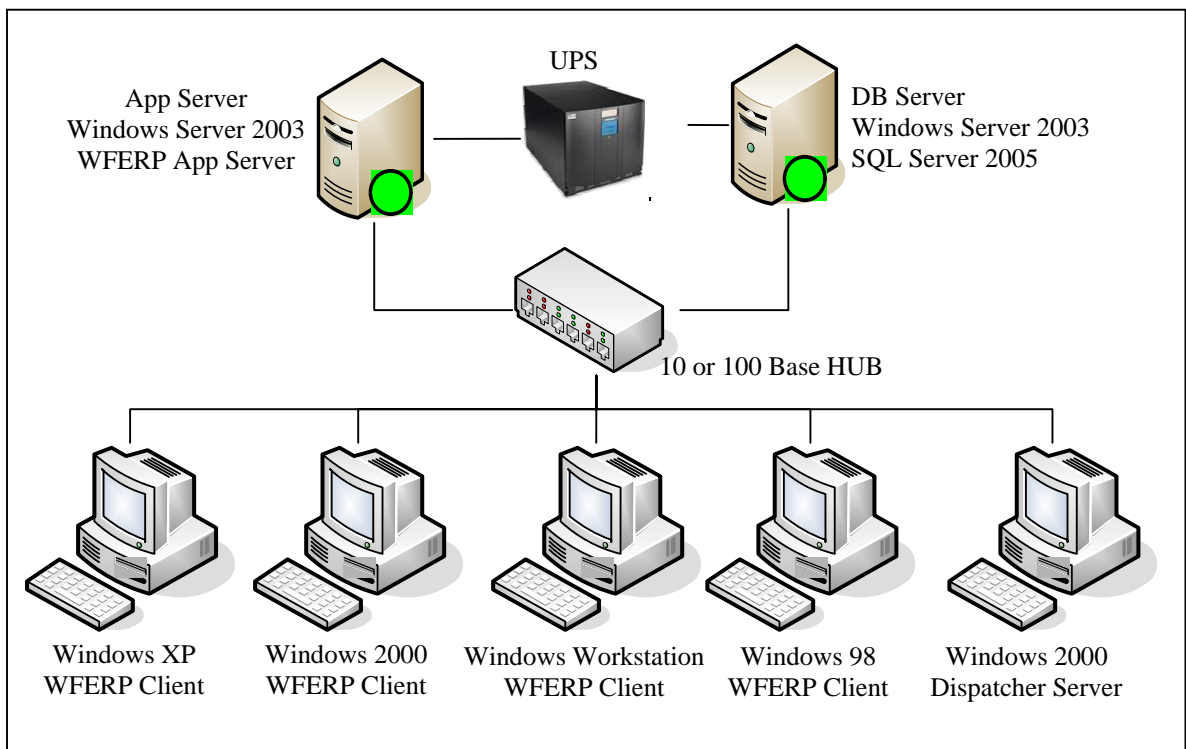 UPS
App Server
Windows Server 2003
WFERP App Server
DB Server
Windows Server 2003
SQL Server 2005
10 or 100 Base HUB
Windows XP
WFERP Client
Windows 2000
WFERP Client
Windows Workstation
WFERP Client
Windows 98
WFERP Client
Windows 2000
Dispatcher Server